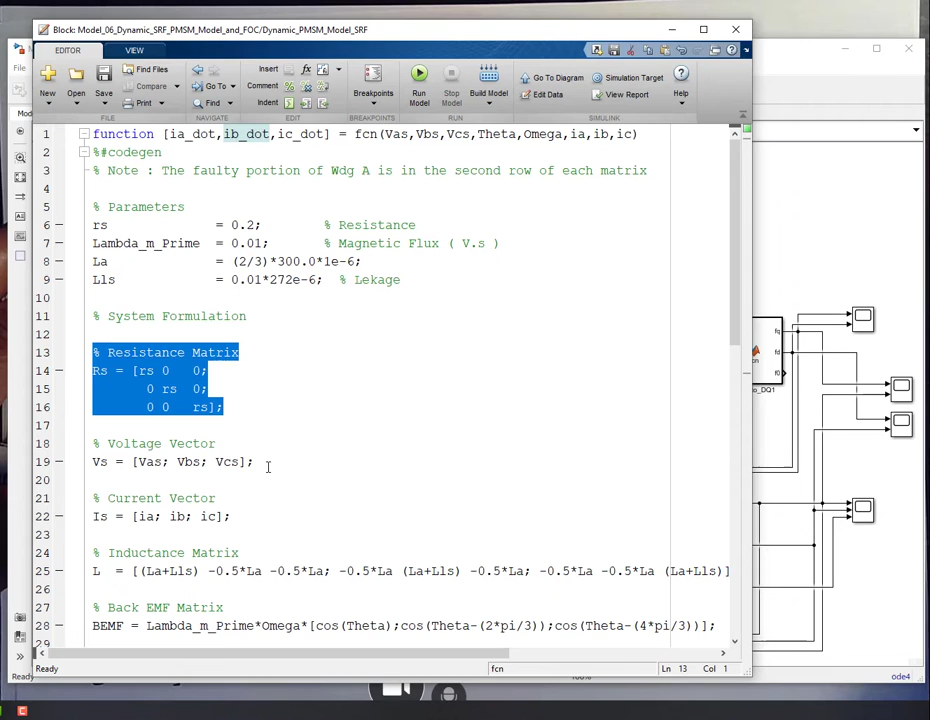 Block: Model_06_Dynamic_SRF_PMSM_Model_and_FOC/Dynamic_PMSM_Model_SRF
EDITOR VIEW
New Open Save Find Files Compare Print
Go To Find
Insert Comment Indent
Breakpoints
Run Model Stop Model Build Model
Go To Diagram Edit Data
Simulation Target View Report
Help
FILE NAVIGATE EDIT BREAKPOINTS RUN SIMULINK
1 function [ia_dot,ib_dot,ic_dot] = fcn(Vas,Vbs,Vcs,Theta,Omega,ia,ib,ic)
2 %#codegen
3 % Note : The faulty portion of Wdg A is in the second row of each matrix
4
5 % Parameters
6 rs = 0.2; % Resistance
7 Lambda_m_Prime = 0.01; % Magnetic Flux ( V.s )
8 La = (2/3)*300.0*1e-6;
9 Lls = 0.01*272e-6; % Lekage
10
11 % System Formulation
12
13 % Resistance Matrix
14 Rs = [rs 0 0;
15 0 rs 0;
16 0 0 rs];
17
18 % Voltage Vector
19 Vs = [Vas; Vbs; Vcs];
20
21 % Current Vector
22 Is = [ia; ib; ic];
23
24 % Inductance Matrix
25 L = [(La+Lls) -0.5*La -0.5*La; -0.5*La (La+Lls) -0.5*La; -0.5*La -0.5*La (La+Lls)]
26
27 % Back EMF Matrix
28 BEMF = Lambda_m_Prime*Omega*[cos(Theta);cos(Theta-(2*pi/3));cos(Theta-(4*pi/3))];
29
Ready fcn Ln 13 Col 1
File
Mod
fq
fd
f0
cn
o_DQ1
Ready ode4